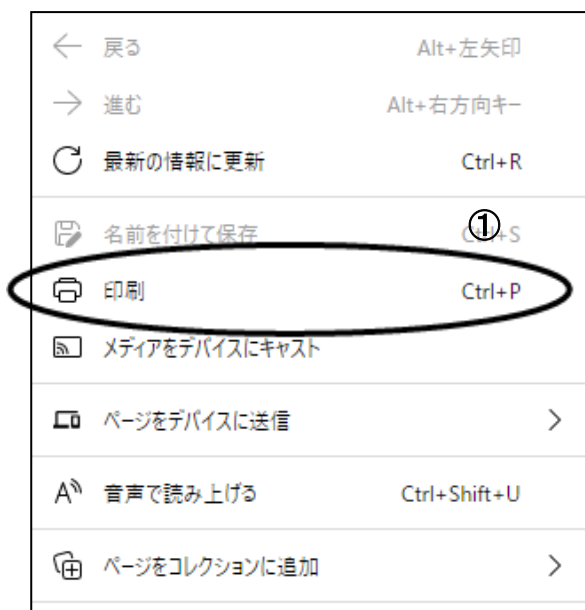 戻る Alt+左矢印
進む Alt+右方向キー
最新の情報に更新 Ctrl+R
①
名前を付けて保存 Ctrl+S
印刷 Ctrl+P
メディアをデバイスにキャスト
ページをデバイスに送信
音声で読み上げる Ctrl+Shift+U
ページをコレクションに追加